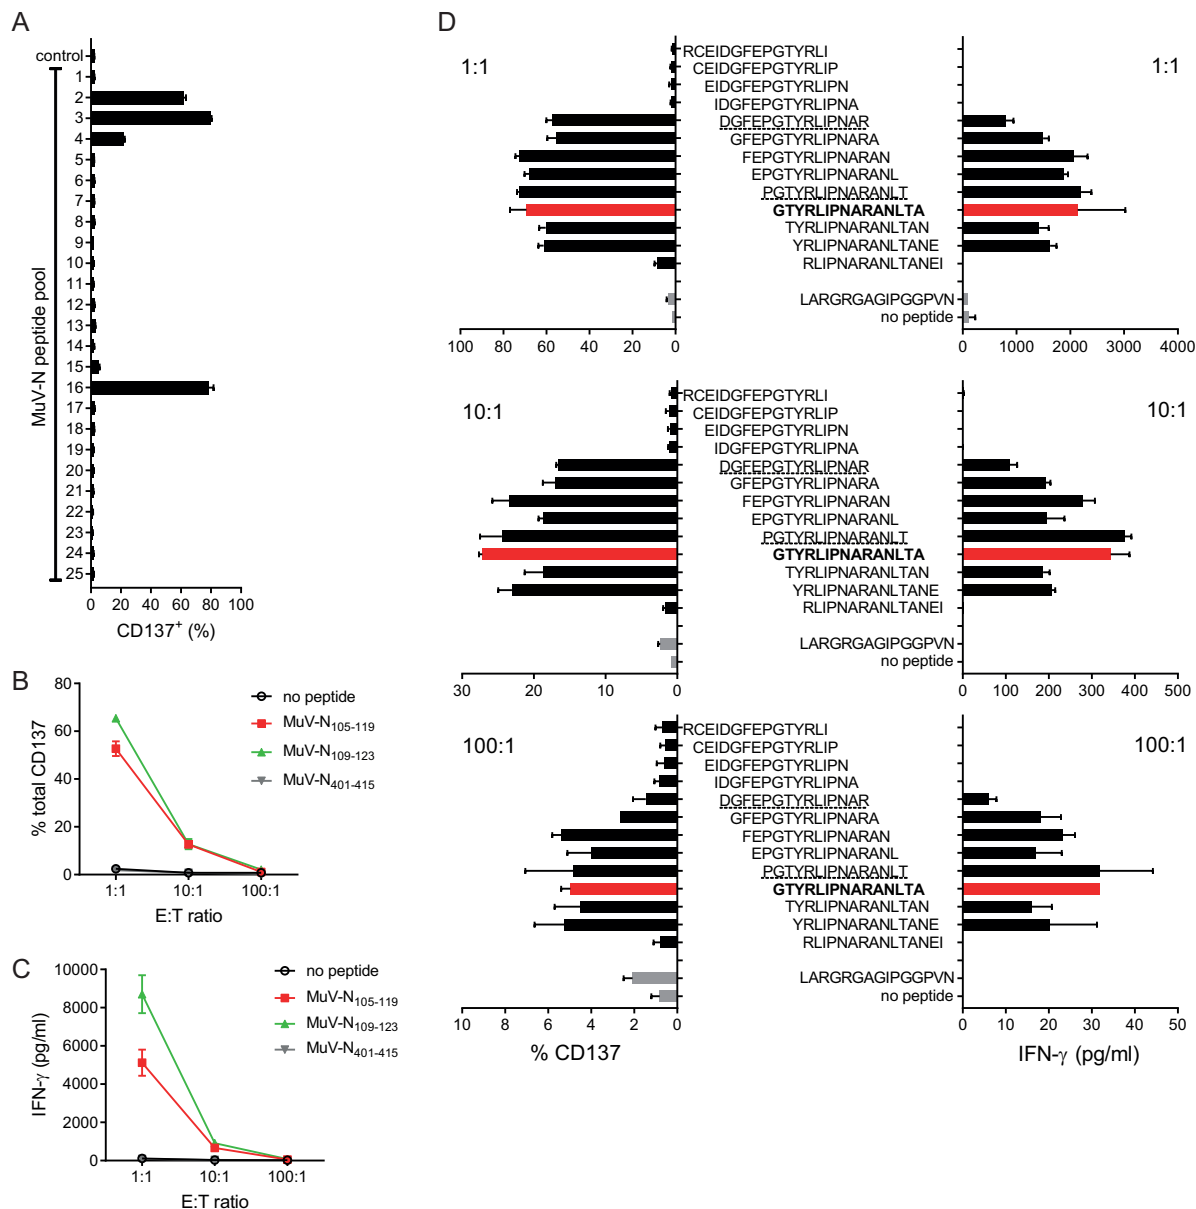 A
control
1
2
3
4
5
6
7
8
9
10
11
12
13
14
15
16
17
18
19
20
21
22
23
24
25
MuV-N peptide pool
0 20 40 60 80 100
CD137+ (%)
B
80
60
40
20
0
% total CD137
1:1 10:1 100:1
E:T ratio
no peptide
MuV-N105-119
MuV-N109-123
MuV-N401-415
C
10000
8000
6000
4000
2000
0
IFN-γ (pg/ml)
1:1 10:1 100:1
E:T ratio
no peptide
MuV-N105-119
MuV-N109-123
MuV-N401-415
D
1:1 1:1
RCEIDGFEPGTYRLI
CEIDGFEPGTYRLIP
EIDGFEPGTYRLIPN
IDGFEPGTYRLIPNA
DGFEPGTYRLIPNAR
GFEPGTYRLIPNARA
FEPGTYRLIPNARAN
EPGTYRLIPNARANL
PGTYRLIPNARANLT
GTYRLIPNARANLTA
TYRLIPNARANLTAN
YRLIPNARANLTANE
RLIPNARANLTANEI
LARGRGAGIPGGPVN
no peptide
100 80 60 40 20 0
0 1000 2000 3000 4000
10:1 10:1
RCEIDGFEPGTYRLI
CEIDGFEPGTYRLIP
EIDGFEPGTYRLIPN
IDGFEPGTYRLIPNA
DGFEPGTYRLIPNAR
GFEPGTYRLIPNARA
FEPGTYRLIPNARAN
EPGTYRLIPNARANL
PGTYRLIPNARANLT
GTYRLIPNARANLTA
TYRLIPNARANLTAN
YRLIPNARANLTANE
RLIPNARANLTANEI
LARGRGAGIPGGPVN
no peptide
30 20 10 0
0 100 200 300 400 500
100:1 100:1
RCEIDGFEPGTYRLI
CEIDGFEPGTYRLIP
EIDGFEPGTYRLIPN
IDGFEPGTYRLIPNA
DGFEPGTYRLIPNAR
GFEPGTYRLIPNARA
FEPGTYRLIPNARAN
EPGTYRLIPNARANL
PGTYRLIPNARANLT
GTYRLIPNARANLTA
TYRLIPNARANLTAN
YRLIPNARANLTANE
RLIPNARANLTANEI
LARGRGAGIPGGPVN
no peptide
10 8 6 4 2 0
0 10 20 30 40 50
% CD137
IFN-γ (pg/ml)